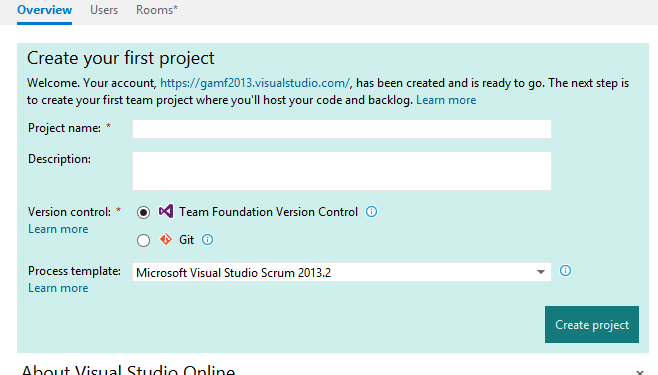 Overview Users Rooms*
Create your first project
Welcome. Your account, https://gamf2013.visualstudio.com/, has been created and is ready to go. The next step is
to create your first team project where you'll host your code and backlog. Learn more
Project name: *
Description:
Version control: * Team Foundation Version Control
Learn more
Git
Process template: Microsoft Visual Studio Scrum 2013.2
Learn more
Create project
About Visual Studio Online